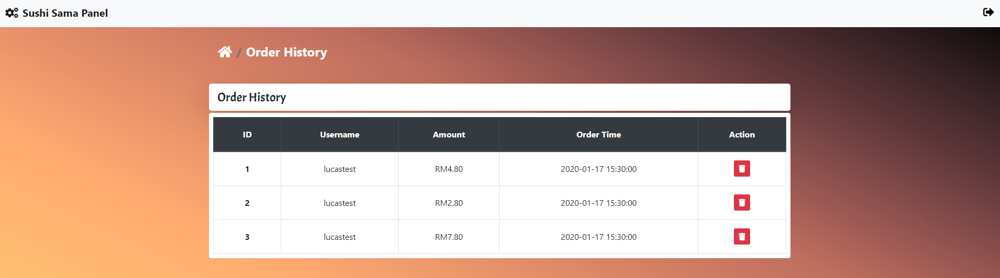 Sushi Sama Panel
/ Order History
Order History
ID Username Amount Order Time Action
1 lucastest RM4.80 2020-01-17 15:30:00
2 lucastest RM2.80 2020-01-17 15:30:00
3 lucastest RM7.80 2020-01-17 15:30:00